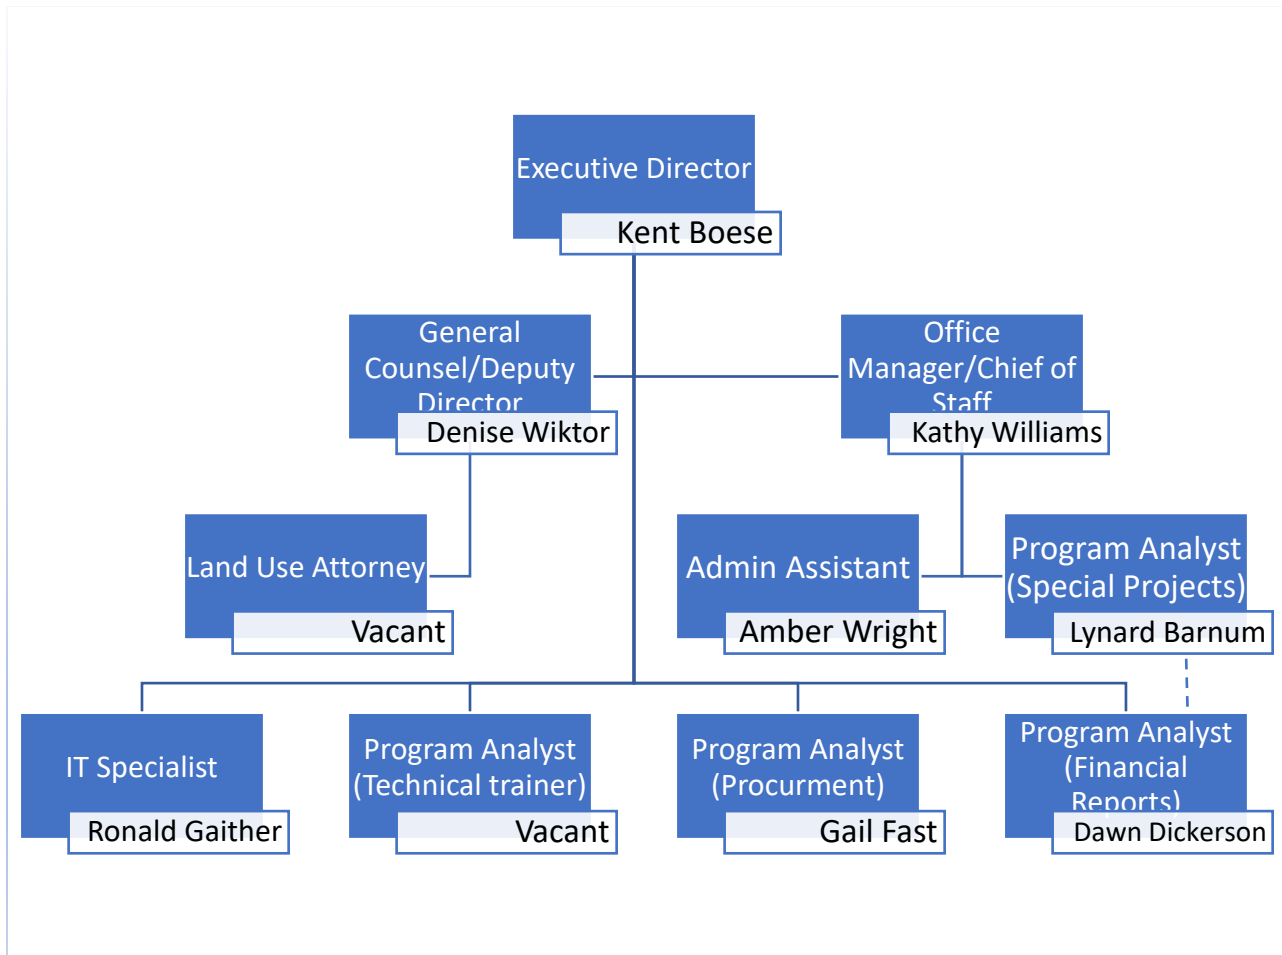 Executive Director
Kent Boese
General
Counsel/Deputy
Director
Denise Wiktor
Office
Manager/Chief of
Staff
Kathy Williams
Land Use Attorney
Vacant
Admin Assistant
Amber Wright
Program Analyst
(Special Projects)
Lynard Barnum
IT Specialist
Ronald Gaither
Program Analyst
(Technical trainer)
Vacant
Program Analyst
(Procurment)
Gail Fast
Program Analyst
(Financial
Reports)
Dawn Dickerson